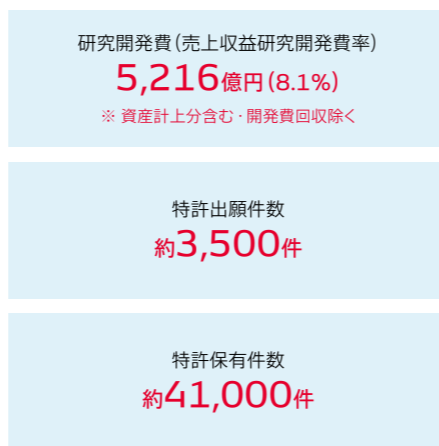 研究開発費(売上収益研究開発費率)
5,216億円(8.1%)
※ 資産計上分含む・開発費回収除く
特許出願件数
約3,500件
特許保有件数
約41,000件